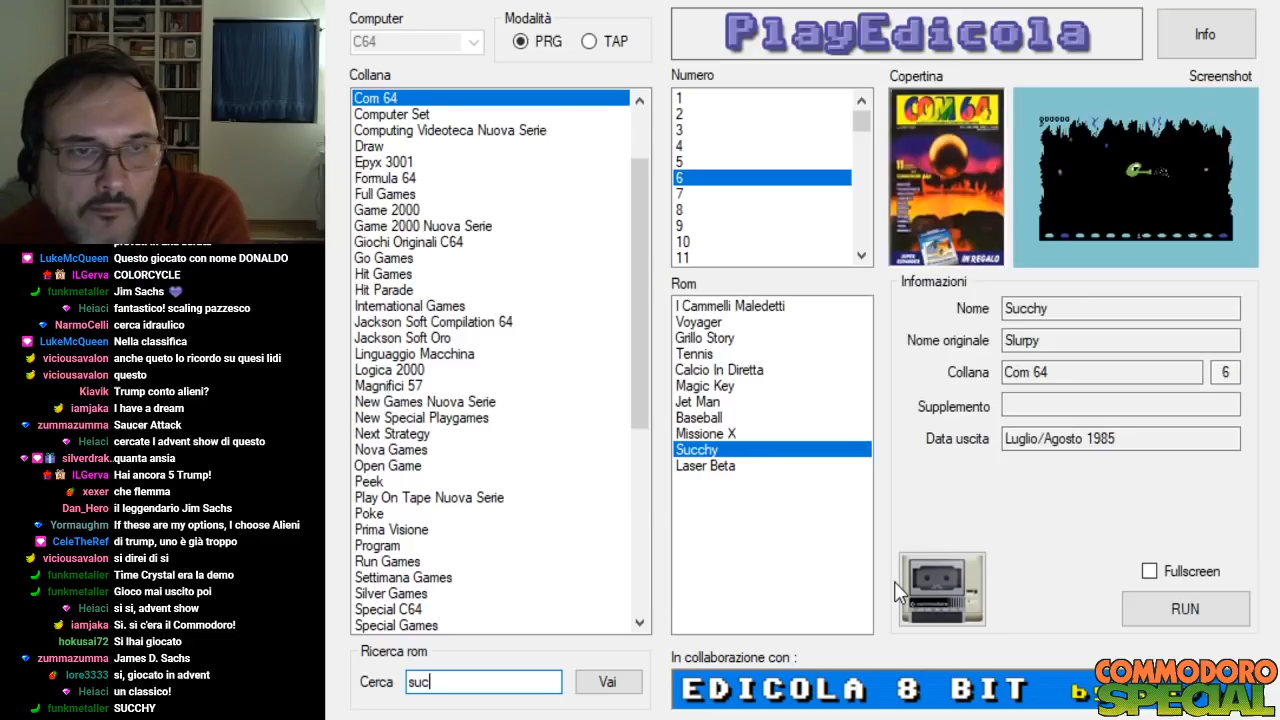 Computer
C64
Modalità
PRG
TAP
PlayEdicola
Info
Collana
Com 64
Computer Set
Computing Videoteca Nuova Serie
Draw
Epyx 3001
Formula 64
Full Games
Game 2000
Game 2000 Nuova Serie
Giochi Originali C64
Go Games
Hit Games
Hit Parade
International Games
Jackson Soft Compilation 64
Jackson Soft Oro
Linguaggio Macchina
Logica 2000
Magnifici 57
New Games Nuova Serie
New Special Playgames
Next Strategy
Nova Games
Open Game
Peek
Play On Tape Nuova Serie
Poke
Prima Visione
Program
Run Games
Settimana Games
Silver Games
Special C64
Special Games
Numero
1
2
3
4
5
6
7
8
9
10
11
Copertina
Screenshot
COM 64
IN REGALO
000000
Rom
I Cammelli Maledetti
Voyager
Grillo Story
Tennis
Calcio In Diretta
Magic Key
Jet Man
Baseball
Missione X
Succhy
Laser Beta
Informazioni
Nome Succhy
Nome originale Slurpy
Collana Com 64 6
Supplemento
Data uscita Luglio/Agosto 1985
commodore
Fullscreen
RUN
Ricerca rom
Cerca suc
Vai
In collaborazione con :
EDICOLA 8 BIT b
COMMODORO
SPECIAL
LukeMcQueen Questo giocato con nome DONALDO
ILGerva COLORCYCLE
funkmetaller Jim Sachs 💜
Heiaci fantastico! scaling pazzesco
NarmoCelli cerca idraulico
LukeMcQueen Nella classifica
viciousavalon anche queto lo ricordo su quesi lidi
viciousavalon questo
Kiavik Trump conto alieni?
iamjaka I have a dream
zummazumma Saucer Attack
Heiaci cercate l advent show di questo
silverdrak. quanta ansia
ILGerva Hai ancora 5 Trump!
xexer che flemma
Dan_Hero il leggendario Jim Sachs
Yormaughm If these are my options, I choose Alieni
CeleTheRef di trump, uno è già troppo
viciousavalon si direi di si
funkmetaller Time Crystal era la demo
funkmetaller Gioco mai uscito poi
Heiaci si si, advent show
iamjaka Sì. si c'era il Commodoro!
hokusai72 Si lhai giocato
zummazumma James D. Sachs
lore3333 si, giocato in advent
Heiaci un classico!
funkmetaller SUCCHY